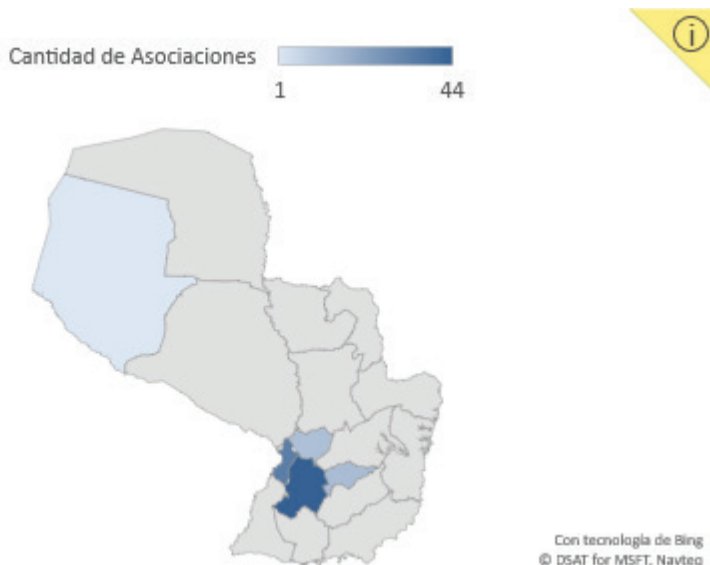 Cantidad de Asociaciones
1 44
Con tecnología de Bing
© DSAT for MSFT, Navteq